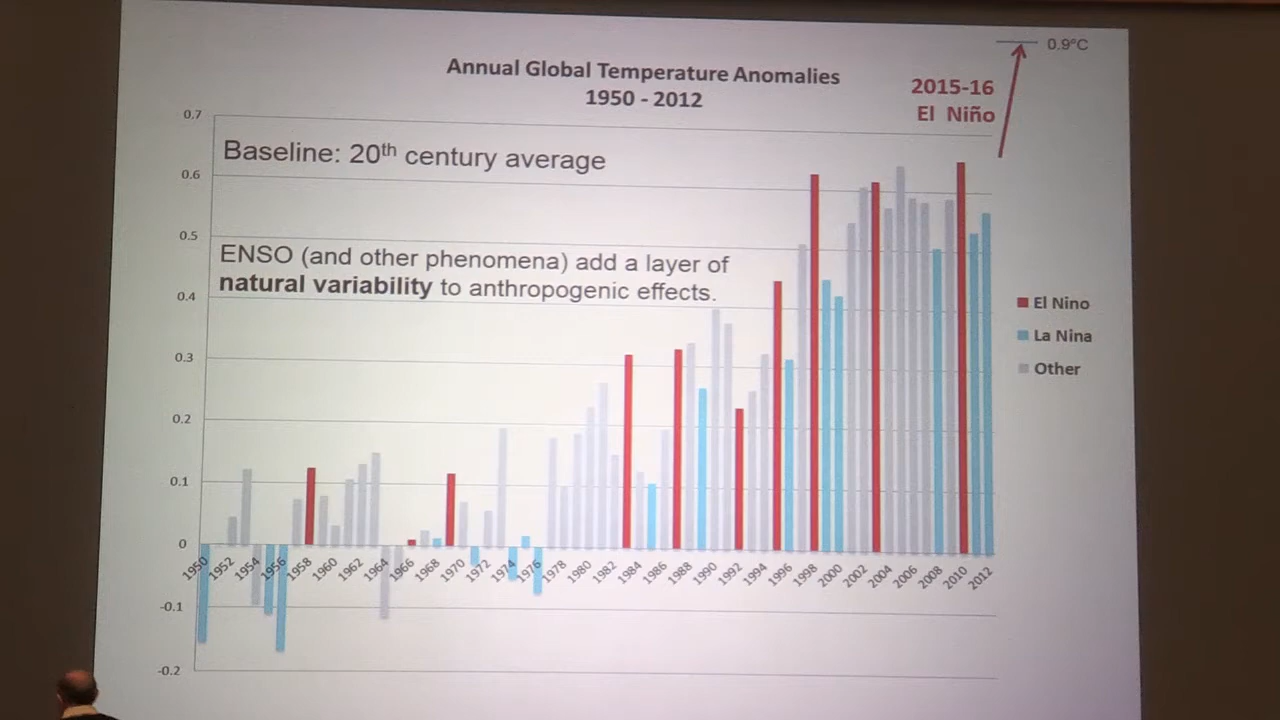 0.9°C
Annual Global Temperature Anomalies
1950 - 2012
2015-16
El Niño
Baseline: 20th century average
ENSO (and other phenomena) add a layer of
natural variability to anthropogenic effects.
0.7
0.6
0.5
0.4
0.3
0.2
0.1
0
-0.1
-0.2
1950 1952 1954 1956 1958 1960 1962 1964 1966 1968 1970 1972 1974 1976 1978 1980 1982 1984 1986 1988 1990 1992 1994 1996 1998 2000 2002 2004 2006 2008 2010 2012
El Nino
La Nina
Other